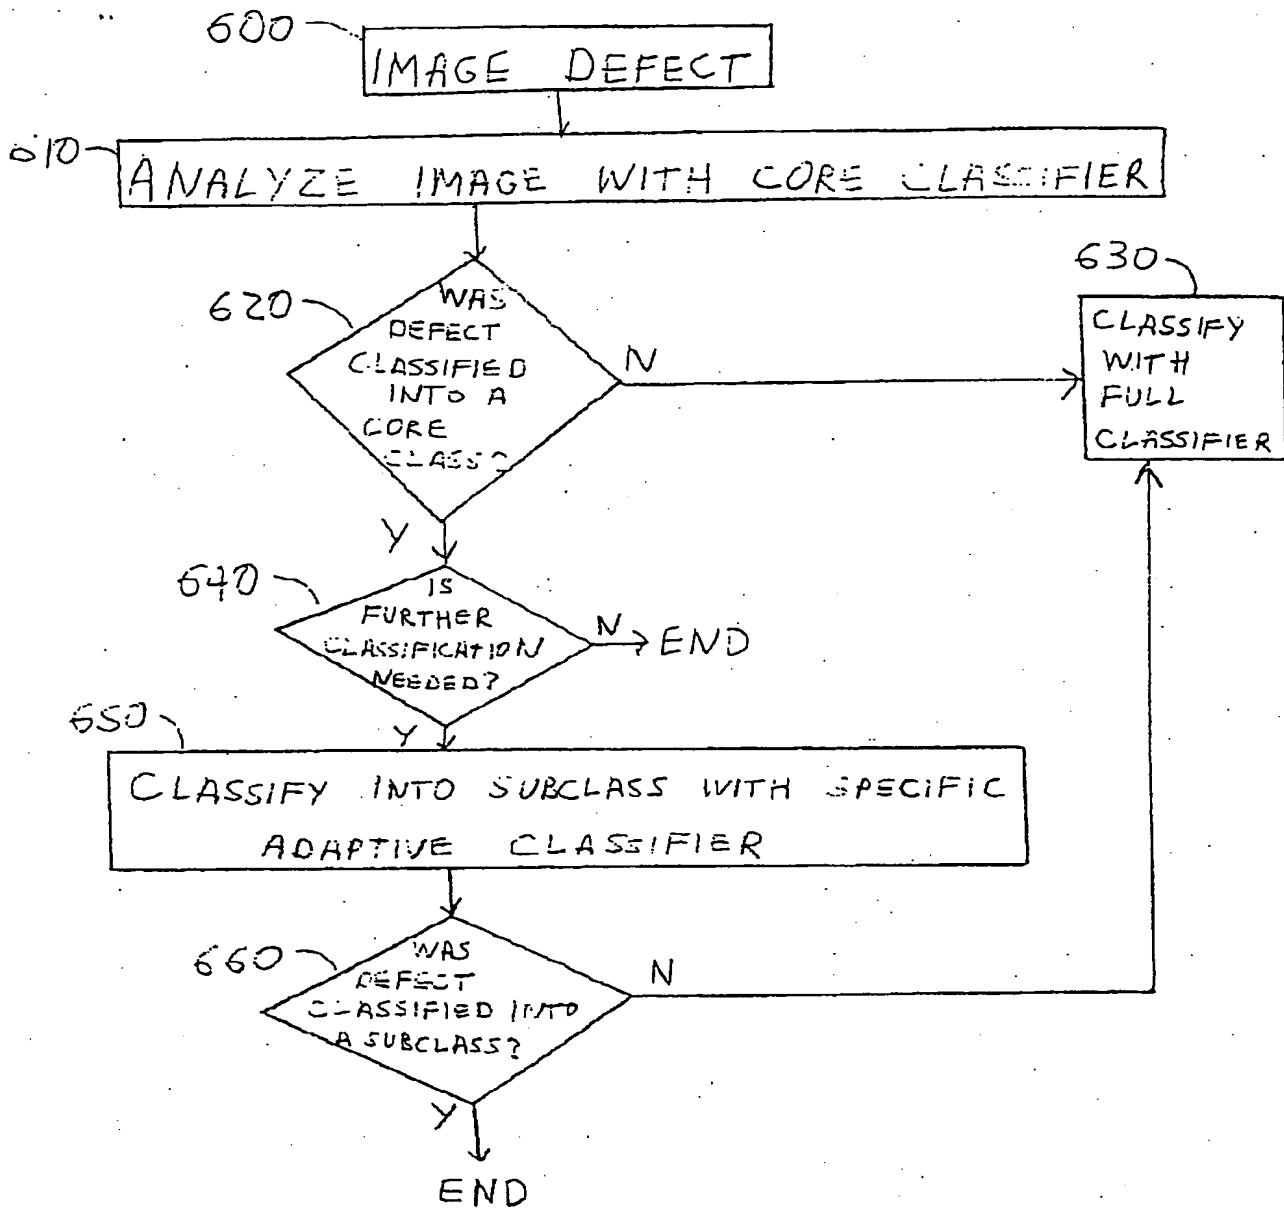 600
IMAGE DEFECT
610
ANALYZE IMAGE WITH CORE CLASSIFIER
620
WAS
DEFECT
CLASSIFIED
INTO A
CORE
CLASS?
N
630
CLASSIFY
WITH
FULL
CLASSIFIER
Y
640
IS
FURTHER
CLASSIFICATION
NEEDED?
N
END
Y
650
CLASSIFY INTO SUBCLASS WITH SPECIFIC
ADAPTIVE CLASSIFIER
660
WAS
DEFECT
CLASSIFIED INTO
A SUBCLASS?
N
Y
END